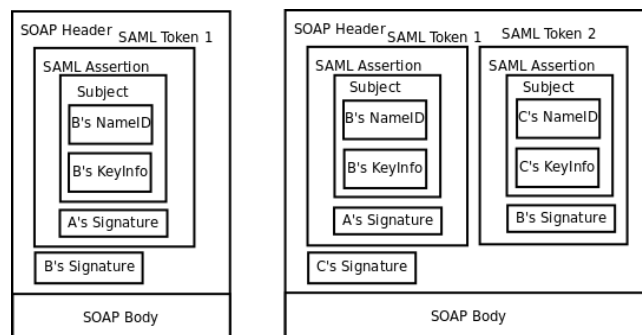 SOAP Header
SAML Token 1
SAML Assertion
Subject
B's NameID
B's KeyInfo
A's Signature
B's Signature
SOAP Body
SOAP Header
SAML Token 1
SAML Assertion
Subject
B's NameID
B's KeyInfo
A's Signature
SAML Token 2
SAML Assertion
Subject
C's NameID
C's KeyInfo
B's Signature
C's Signature
SOAP Body